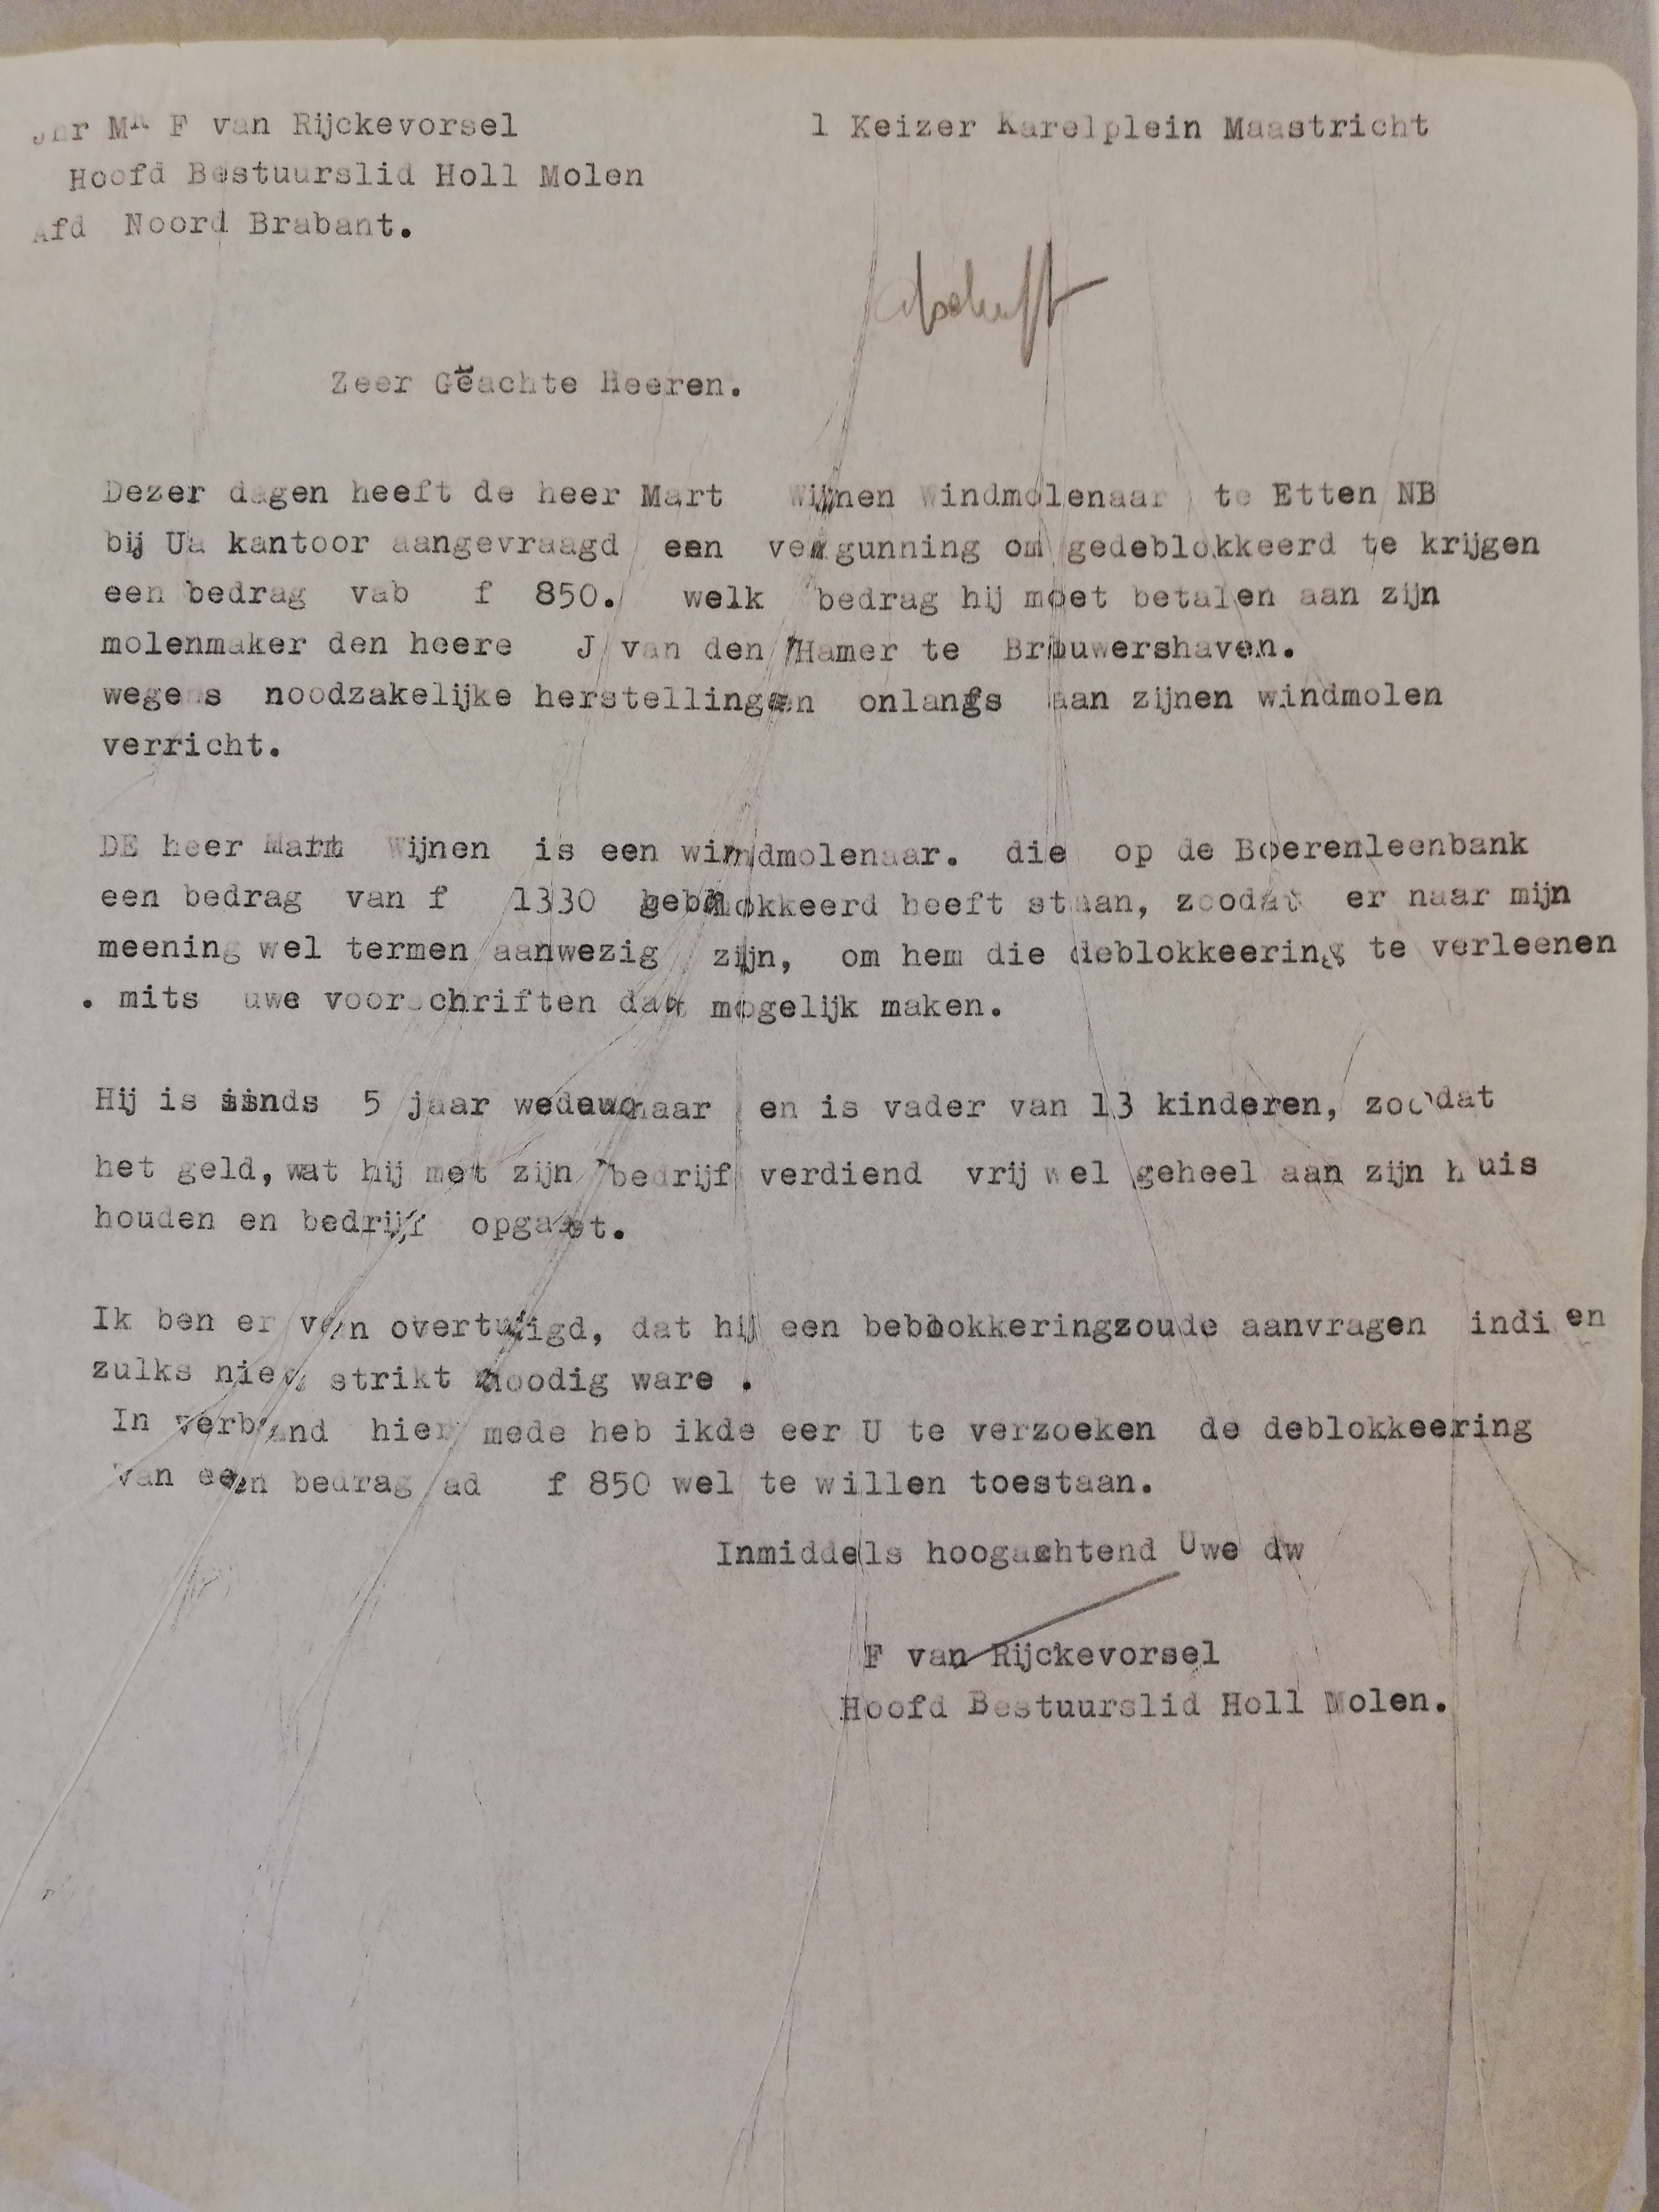 Jhr Mr F van Rijckevorsel 1 Keizer Karelplein Maastricht
Hoofd Bestuurslid Holl Molen
Afd Noord Brabant.
afschrift
Zeer Geachte Heeren.
Dezer dagen heeft de heer Mart Wijnen Windmolenaar te Etten NB
bij Ua kantoor aangevraagd een vergunning om gedeblokkeerd te krijgen
een bedrag vab f 850. welk bedrag hij moet betalen aan zijn
molenmaker den heere J van den Hamer te Brouwershaven.
wegens noodzakelijke herstellingen onlangs aan zijnen windmolen
verricht.
DE heer Mart Wijnen is een windmolenaar. die op de Boerenleenbank
een bedrag van f 1330 geblokkeerd heeft staan, zoodat er naar mijn
meening wel termen aanwezig zijn, om hem die deblokkeering te verleenen
. mits uwe voorschriften dat mogelijk maken.
Hij is sinds 5 jaar weduwnaar en is vader van 13 kinderen, zoodat
het geld, wat hij met zijn bedrijf verdiend vrij wel geheel aan zijn huis
houden en bedrijf opgaat.
Ik ben er van overtuigd, dat hij een beblokkeringzoude aanvragen indien
zulks niet strikt noodig ware .
In verband hier mede heb ikde eer U te verzoeken de deblokkeering
van een bedrag ad f 850 wel te willen toestaan.
Inmiddels hoogachtend Uwe dw
F van Rijckevorsel
Hoofd Bestuurslid Holl Molen.